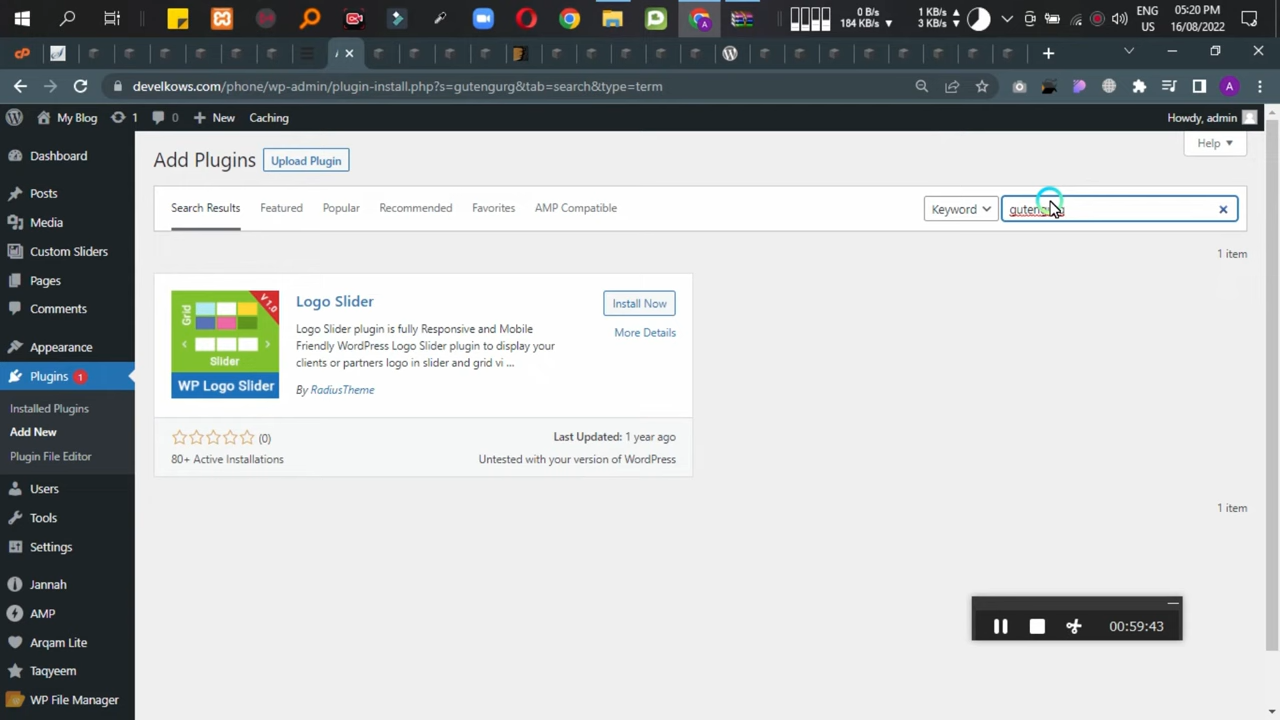 ENG
US
05:20 PM
16/08/2022
0 B/s
184 KB/s
1 KB/s
3 KB/s
A
develkows.com/phone/wp-admin/plugin-install.php?s=gutengurg&tab=search&type=term
A
My Blog
1
0
New
Caching
Howdy, admin
Help
Dashboard
Posts
Media
Custom Sliders
Pages
Comments
Appearance
Plugins 1
Installed Plugins
Add New
Plugin File Editor
Users
Tools
Settings
Jannah
AMP
Arqam Lite
Taqyeem
WP File Manager
Add Plugins
Upload Plugin
Search Results
Featured
Popular
Recommended
Favorites
AMP Compatible
Keyword
1 item
Grid
V 1.0
Slider
WP Logo Slider
Logo Slider
Install Now
More Details
Logo Slider plugin is fully Responsive and Mobile
Friendly WordPress Logo Slider plugin to display your
clients or partners logo in slider and grid vi ...
By RadiusTheme
(0)
80+ Active Installations
Last Updated: 1 year ago
Untested with your version of WordPress
1 item
00:59:43